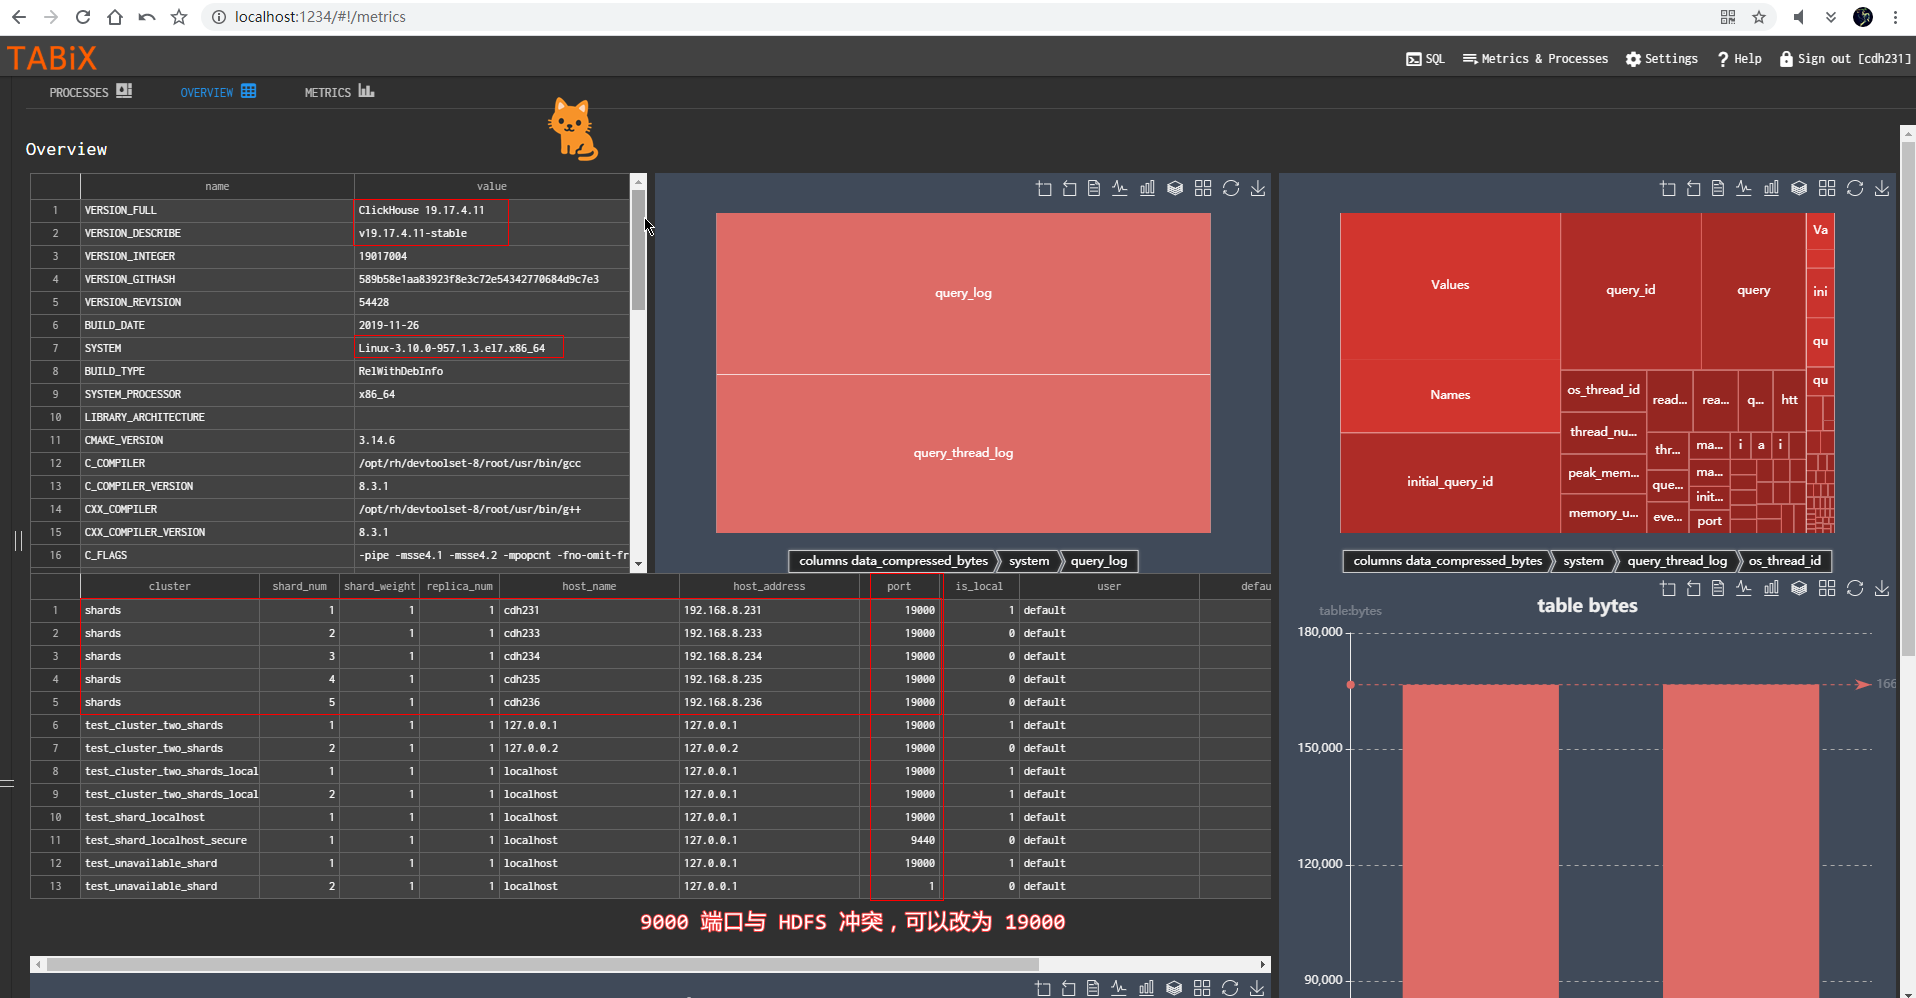 localhost:1234/#!/metrics
TABiX
SQL Metrics & Processes Settings Help Sign out [cdh231]
PROCESSES OVERVIEW METRICS
Overview
name value
1 VERSION_FULL ClickHouse 19.17.4.11
2 VERSION_DESCRIBE v19.17.4.11-stable
3 VERSION_INTEGER 19017004
4 VERSION_GITHASH 589b58e1aa83923f8e3c72e54342770684d9c7e3
5 VERSION_REVISION 54428
6 BUILD_DATE 2019-11-26
7 SYSTEM Linux-3.10.0-957.1.3.el7.x86_64
8 BUILD_TYPE RelWithDebInfo
9 SYSTEM_PROCESSOR x86_64
10 LIBRARY_ARCHITECTURE
11 CMAKE_VERSION 3.14.6
12 C_COMPILER /opt/rh/devtoolset-8/root/usr/bin/gcc
13 C_COMPILER_VERSION 8.3.1
14 CXX_COMPILER /opt/rh/devtoolset-8/root/usr/bin/g++
15 CXX_COMPILER_VERSION 8.3.1
16 C_FLAGS -pipe -msse4.1 -msse4.2 -mpopcnt -fno-omit-fr
query_log
query_thread_log
columns data_compressed_bytes system query_log
Values
Names
initial_query_id
query_id
query
os_thread_id
thread_nu...
peak_mem...
memory_u...
read...
rea...
q...
htt
thr...
que...
eve...
ma...
ma...
init...
port
i
a
i
Va
ini
qu
qu
columns data_compressed_bytes system query_thread_log os_thread_id
cluster shard_num shard_weight replica_num host_name host_address port is_local user defau
1 shards 1 1 1 cdh231 192.168.8.231 19000 1 default
2 shards 2 1 1 cdh233 192.168.8.233 19000 0 default
3 shards 3 1 1 cdh234 192.168.8.234 19000 0 default
4 shards 4 1 1 cdh235 192.168.8.235 19000 0 default
5 shards 5 1 1 cdh236 192.168.8.236 19000 0 default
6 test_cluster_two_shards 1 1 1 127.0.0.1 127.0.0.1 19000 1 default
7 test_cluster_two_shards 2 1 1 127.0.0.2 127.0.0.2 19000 0 default
8 test_cluster_two_shards_local 1 1 1 localhost 127.0.0.1 19000 1 default
9 test_cluster_two_shards_local 2 1 1 localhost 127.0.0.1 19000 1 default
10 test_shard_localhost 1 1 1 localhost 127.0.0.1 19000 1 default
11 test_shard_localhost_secure 1 1 1 localhost 127.0.0.1 9440 0 default
12 test_unavailable_shard 1 1 1 localhost 127.0.0.1 19000 1 default
13 test_unavailable_shard 2 1 1 localhost 127.0.0.1 1 0 default
9000 端口与 HDFS 冲突，可以改为 19000
table bytes
table:bytes
180,000
166
150,000
120,000
90,000